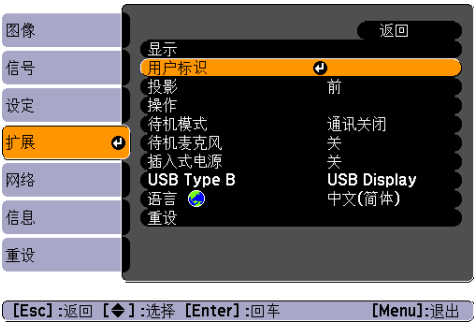 图像
信号
设定
扩展
网络
信息
重设
返回
显示
用户标识
投影 前
操作
待机模式 通讯关闭
待机麦克风 关
插入式电源 关
USB Type B USB Display
语言 中文(简体)
重设
[Esc]:返回 [◆]:选择 [Enter]:回车 [Menu]:退出